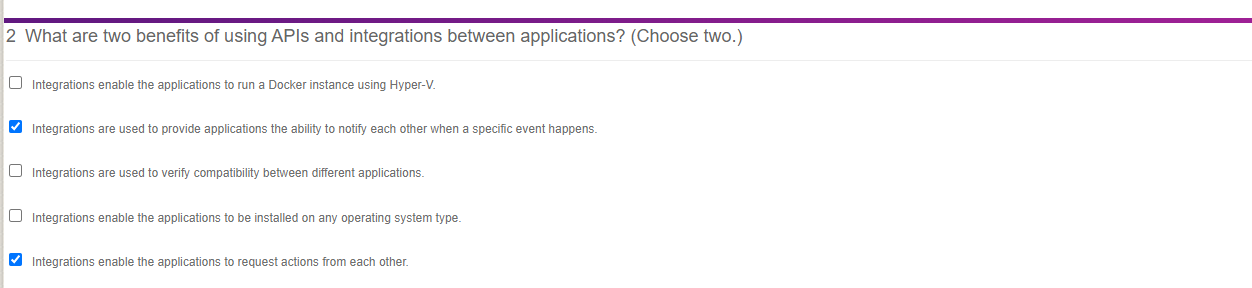 2 What are two benefits of using APIs and integrations between applications? (Choose two.)
Integrations enable the applications to run a Docker instance using Hyper-V.
Integrations are used to provide applications the ability to notify each other when a specific event happens.
Integrations are used to verify compatibility between different applications.
Integrations enable the applications to be installed on any operating system type.
Integrations enable the applications to request actions from each other.